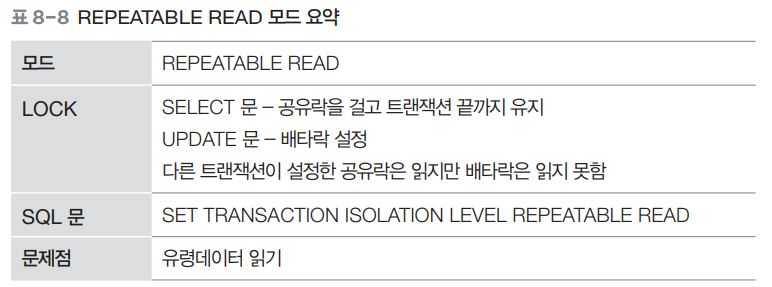 표 8-8 REPEATABLE READ 모드 요약
모드 REPEATABLE READ
LOCK SELECT 문 – 공유락을 걸고 트랜잭션 끝까지 유지
UPDATE 문 – 배타락 설정
다른 트랜잭션이 설정한 공유락은 읽지만 배타락은 읽지 못함
SQL 문 SET TRANSACTION ISOLATION LEVEL REPEATABLE READ
문제점 유령데이터 읽기